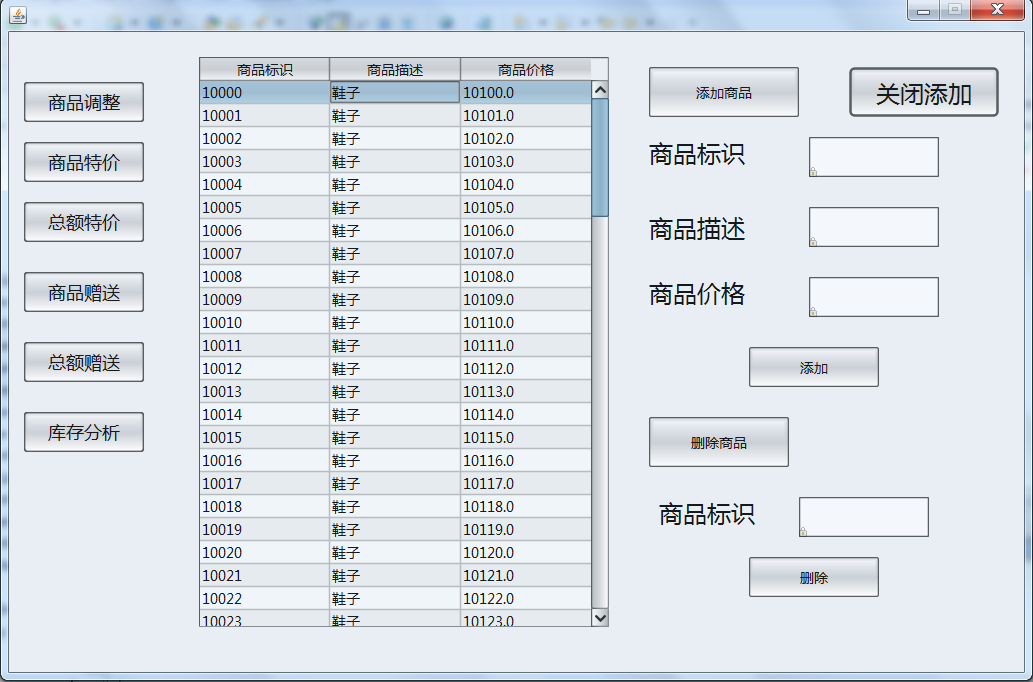 商品调整
商品特价
总额特价
商品赠送
总额赠送
库存分析
商品标识 商品描述 商品价格
10000 鞋子 10100.0
10001 鞋子 10101.0
10002 鞋子 10102.0
10003 鞋子 10103.0
10004 鞋子 10104.0
10005 鞋子 10105.0
10006 鞋子 10106.0
10007 鞋子 10107.0
10008 鞋子 10108.0
10009 鞋子 10109.0
10010 鞋子 10110.0
10011 鞋子 10111.0
10012 鞋子 10112.0
10013 鞋子 10113.0
10014 鞋子 10114.0
10015 鞋子 10115.0
10016 鞋子 10116.0
10017 鞋子 10117.0
10018 鞋子 10118.0
10019 鞋子 10119.0
10020 鞋子 10120.0
10021 鞋子 10121.0
10022 鞋子 10122.0
10023 鞋子 10123.0
添加商品 关闭添加
商品标识
商品描述
商品价格
添加
删除商品
商品标识
删除